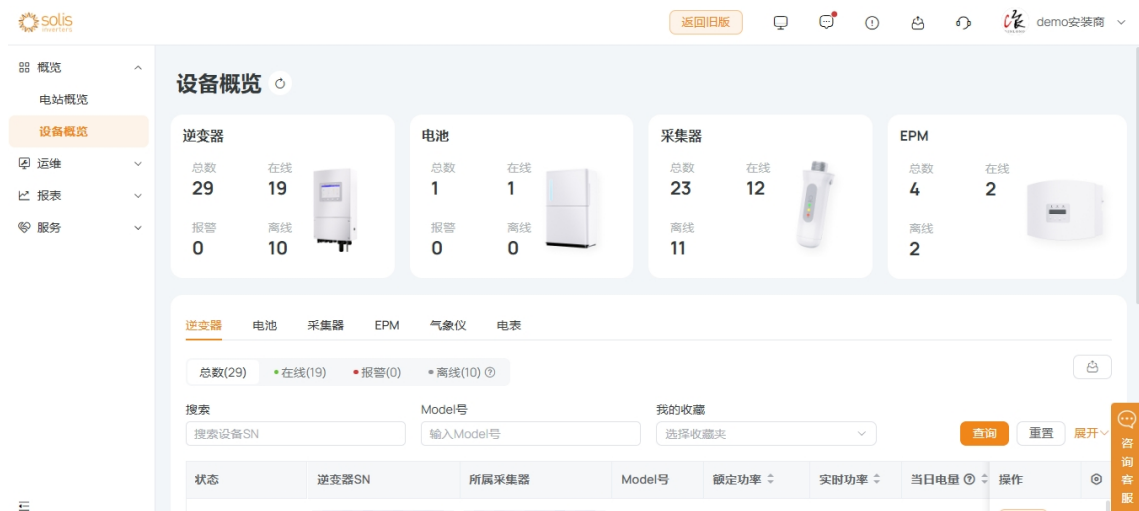 solis
inverters
返回旧版
demo安装商
概览
电站概览
设备概览
运维
报表
服务
设备概览
逆变器
总数 在线
29 19
报警 离线
0 10
电池
总数 在线
1 1
报警 离线
0 0
采集器
总数 在线
23 12
离线
11
EPM
总数 在线
4 2
离线
2
逆变器 电池 采集器 EPM 气象仪 电表
总数(29) 在线(19) 报警(0) 离线(10)
搜索 Model号 我的收藏
搜索设备SN 输入Model号 选择收藏夹 查询 重置 展开
状态 逆变器SN 所属采集器 Model号 额定功率 实时功率 当日电量 操作
咨询客服